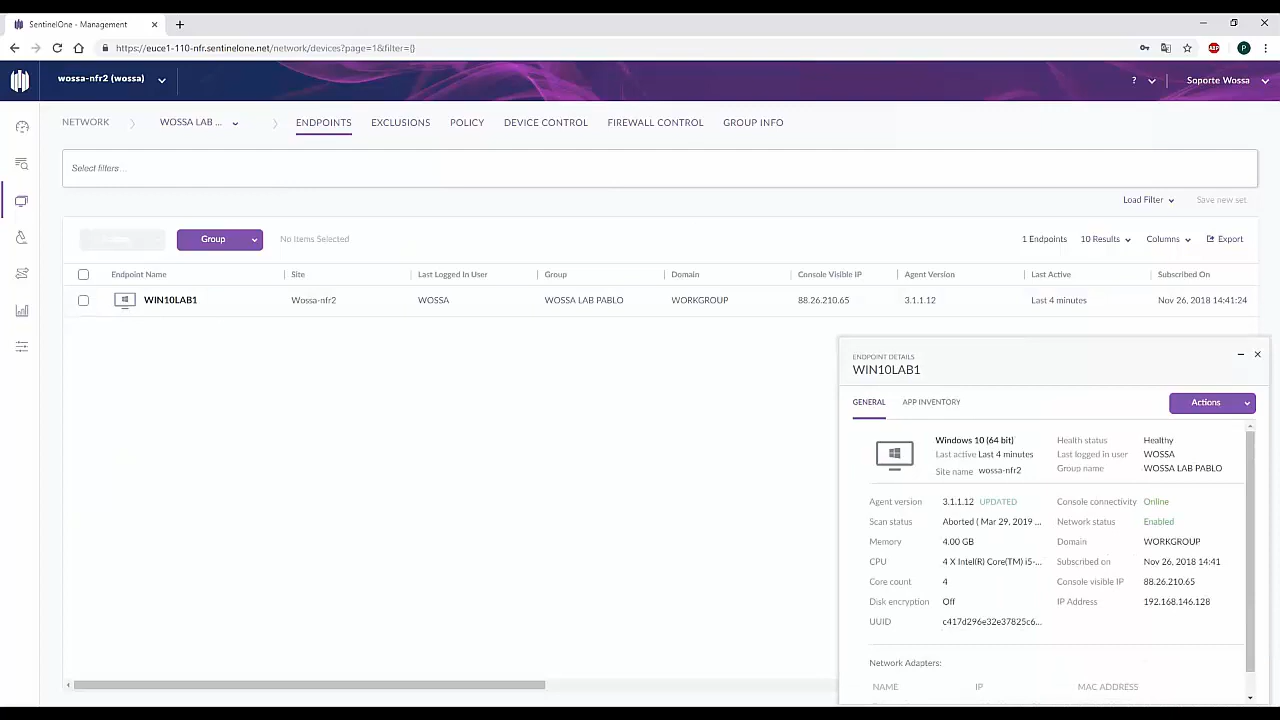 SentinelOne - Management
https://euce1-110-nfr.sentinelone.net/network/devices?page=1&filter={}
ABP
P
wossa-nfr2 (wossa)
?
Soporte Wossa
NETWORK
WOSSA LAB ...
ENDPOINTS
EXCLUSIONS
POLICY
DEVICE CONTROL
FIREWALL CONTROL
GROUP INFO
Select filters...
Load Filter
Save new set
Group
No Items Selected
1 Endpoints
10 Results
Columns
Export
Endpoint Name Site Last Logged In User Group Domain Console Visible IP Agent Version Last Active Subscribed On
WIN10LAB1 Wossa-nfr2 WOSSA WOSSA LAB PABLO WORKGROUP 88.26.210.65 3.1.1.12 Last 4 minutes Nov 26, 2018 14:41:24
ENDPOINT DETAILS
WIN10LAB1
GENERAL
APP INVENTORY
Actions
Windows 10 (64 bit)
Last active Last 4 minutes
Site name wossa-nfr2
Health status Healthy
Last logged in user WOSSA
Group name WOSSA LAB PABLO
Agent version 3.1.1.12 UPDATED
Scan status Aborted ( Mar 29, 2019 ...
Memory 4.00 GB
CPU 4 X Intel(R) Core(TM) i5-...
Core count 4
Disk encryption Off
UUID c417d296e32e37825c6...
Console connectivity Online
Network status Enabled
Domain WORKGROUP
Subscribed on Nov 26, 2018 14:41
Console visible IP 88.26.210.65
IP Address 192.168.146.128
Network Adapters:
NAME IP MAC ADDRESS